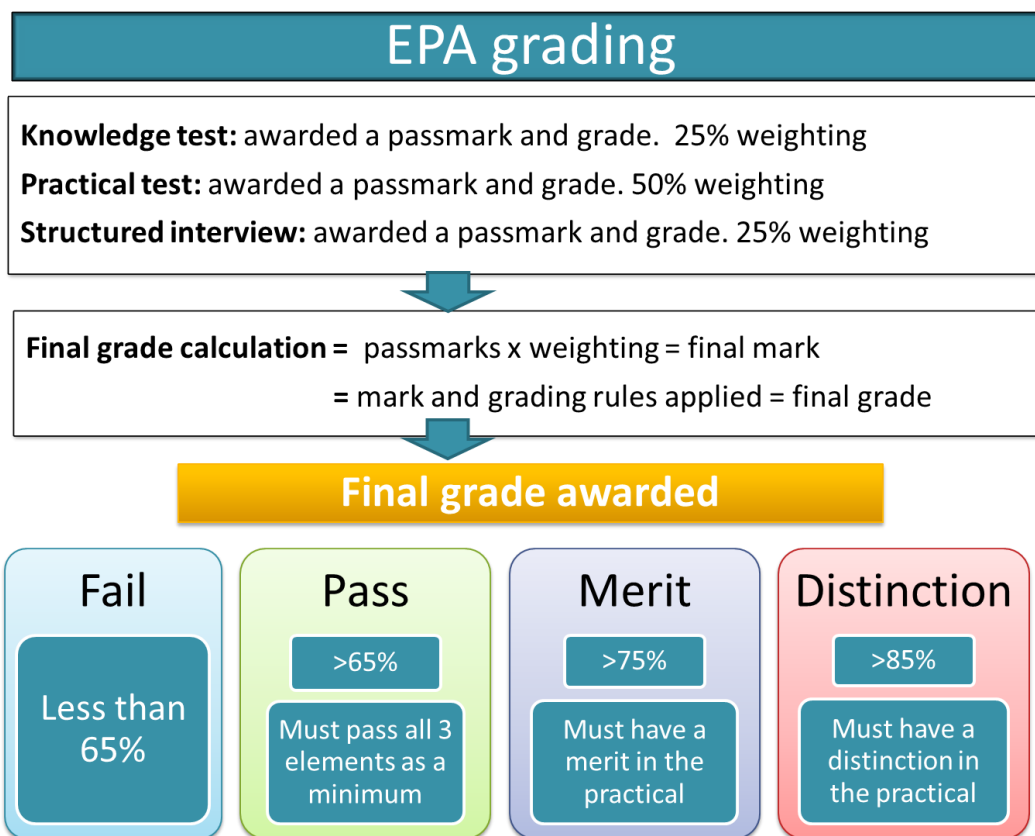 EPA grading
Knowledge test: awarded a passmark and grade.  25% weighting
Practical test: awarded a passmark and grade. 50% weighting
Structured interview: awarded a passmark and grade. 25% weighting
Final grade calculation =  passmarks x weighting = final mark
= mark and grading rules applied = final grade
Final grade awarded
Fail
Less than
65%
Pass
>65%
Must pass all 3
elements as a
minimum
Merit
>75%
Must have a
merit in the
practical
Distinction
>85%
Must have a
distinction in
the practical